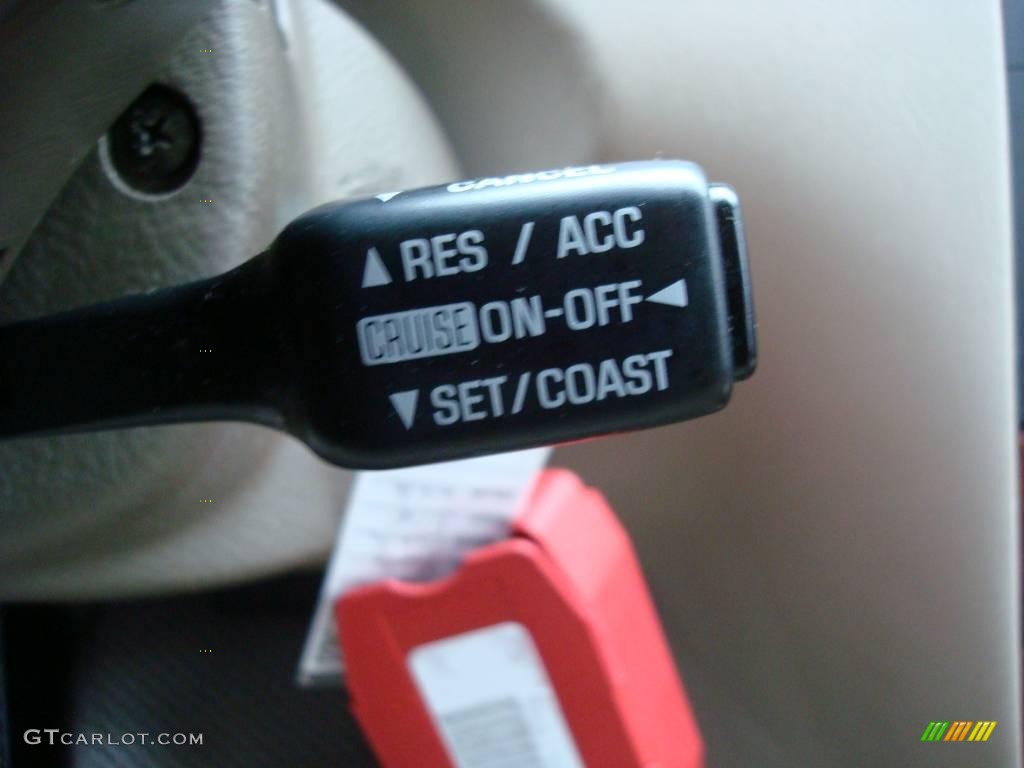 CANCEL
RES / ACC
CRUISE ON-OFF
SET/COAST
GTCARLOT.COM